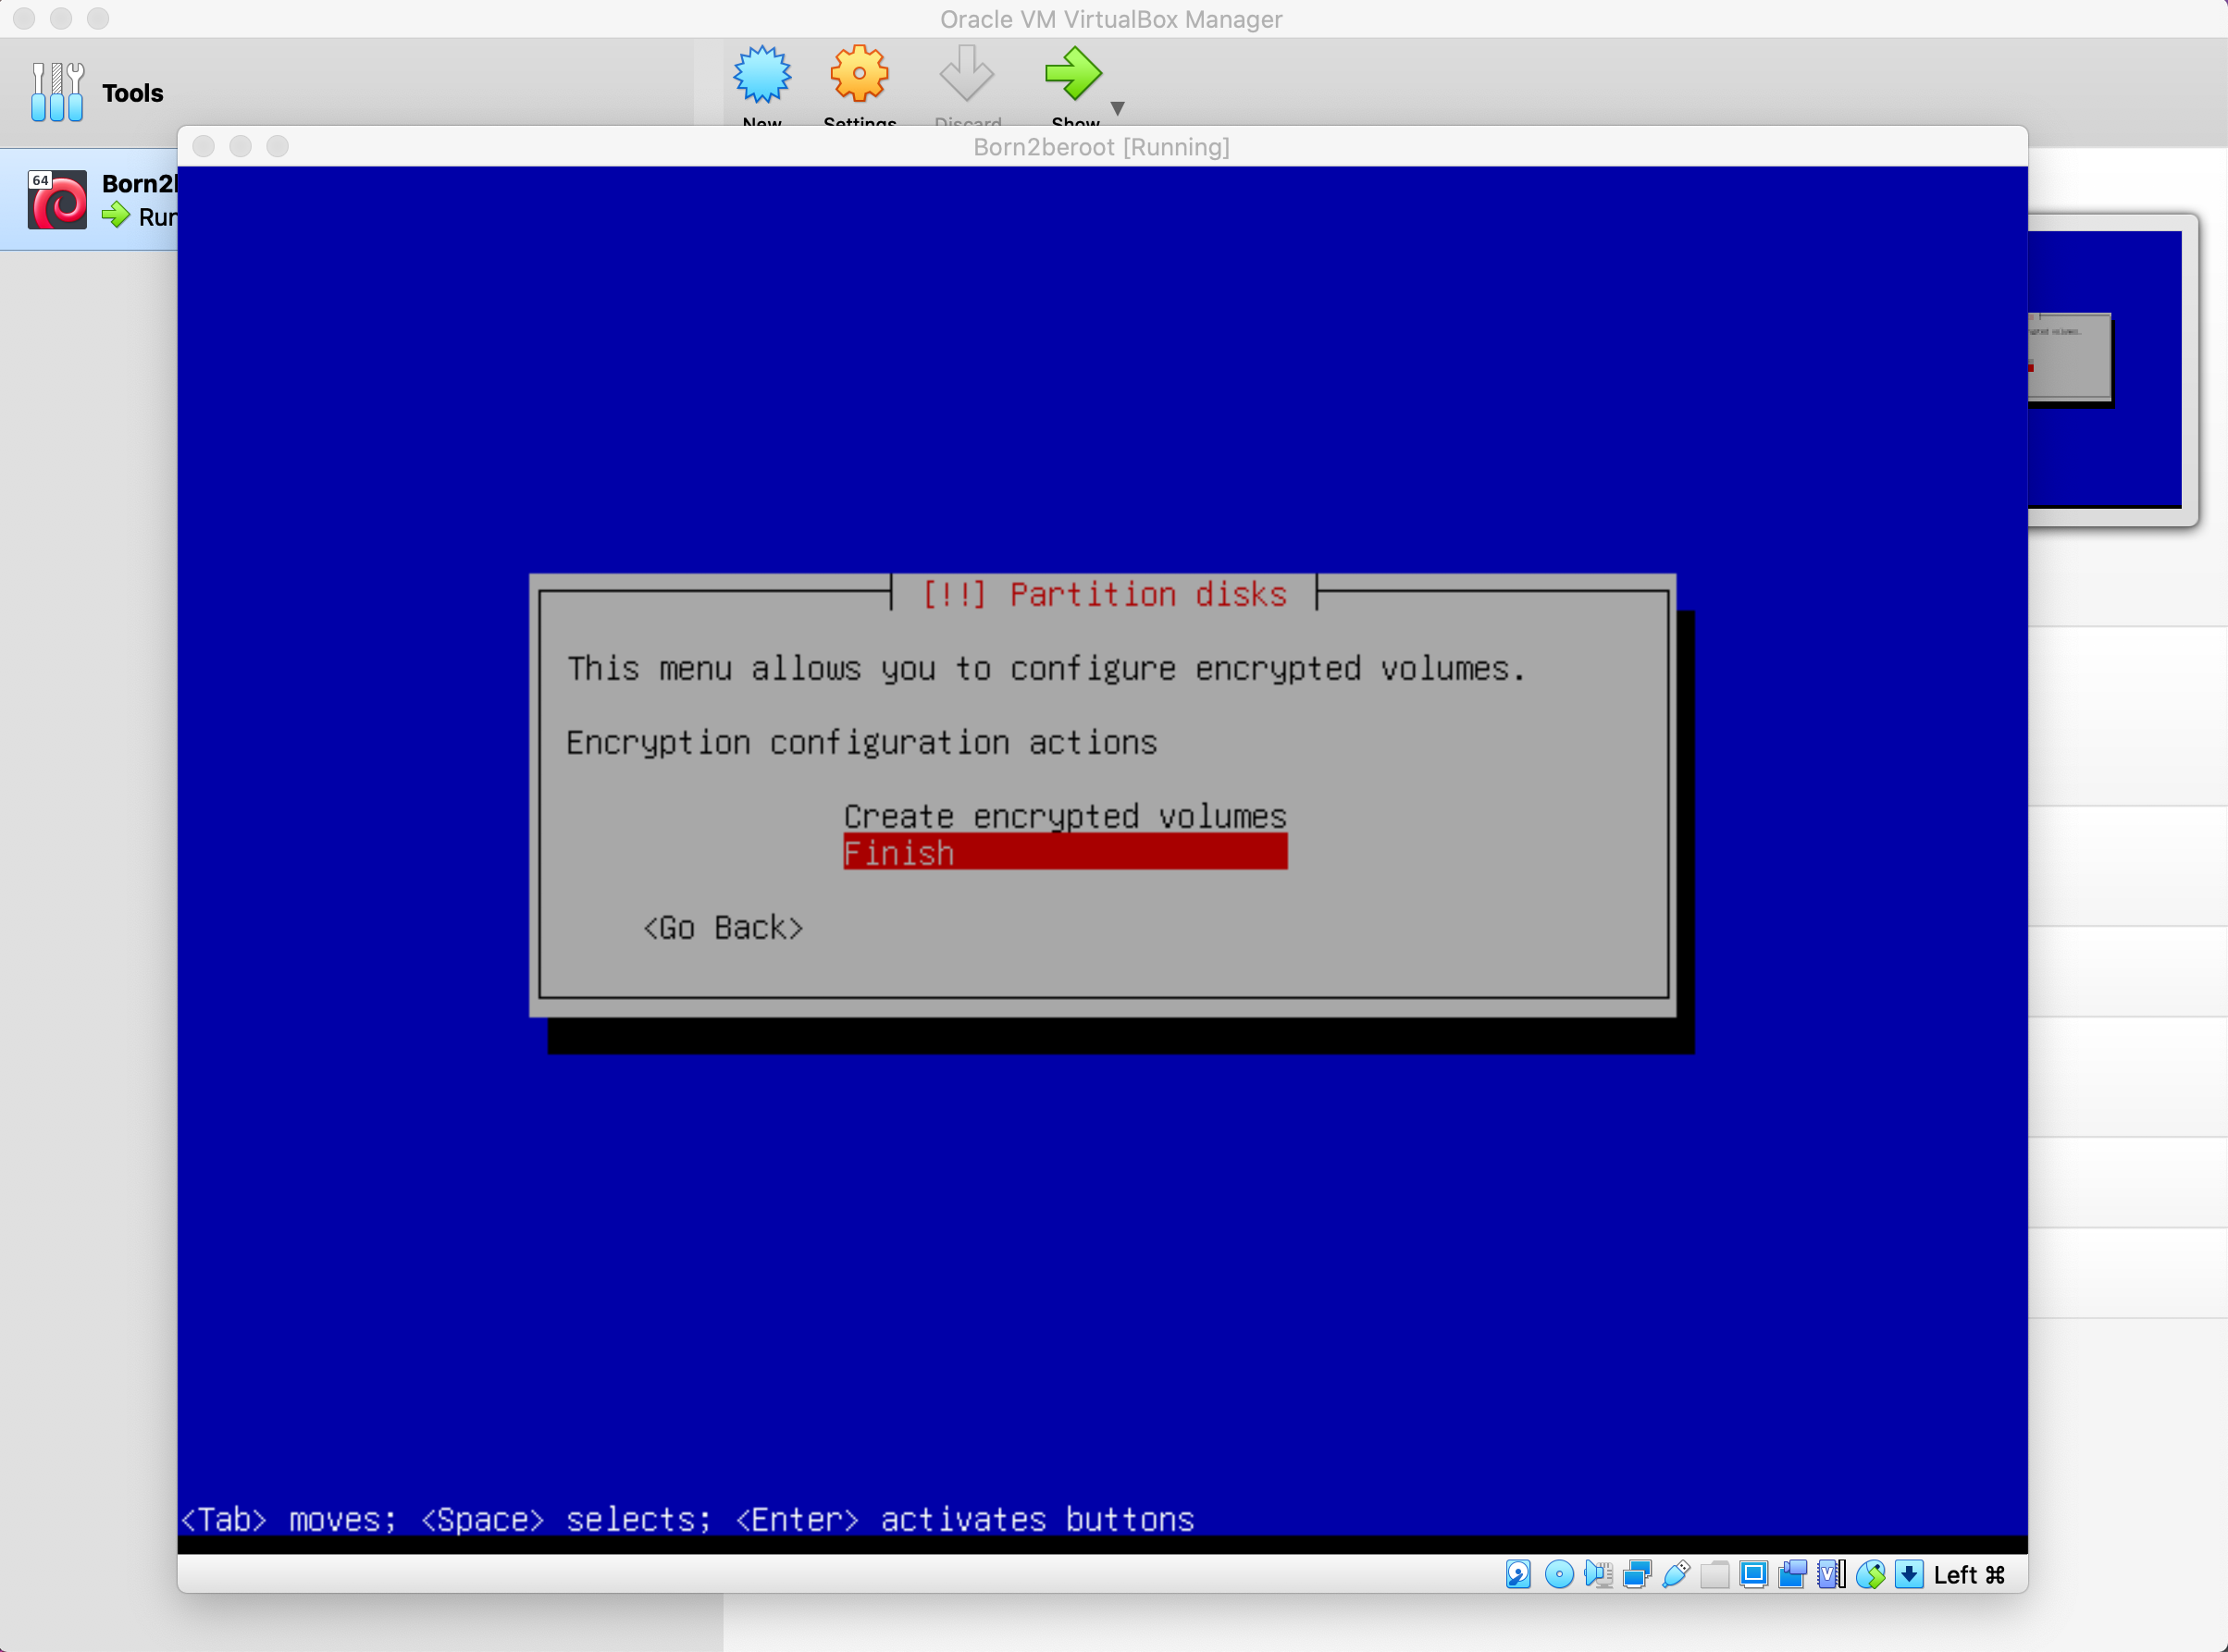 Oracle VM VirtualBox Manager
Tools
New
Settings
Discard
Show
Born2beroot [Running]
64
Born2
Run
[!!] Partition disks
This menu allows you to configure encrypted volumes.
Encryption configuration actions
Create encrypted volumes
Finish
<Go Back>
<Tab> moves; <Space> selects; <Enter> activates buttons
V
Left ⌘